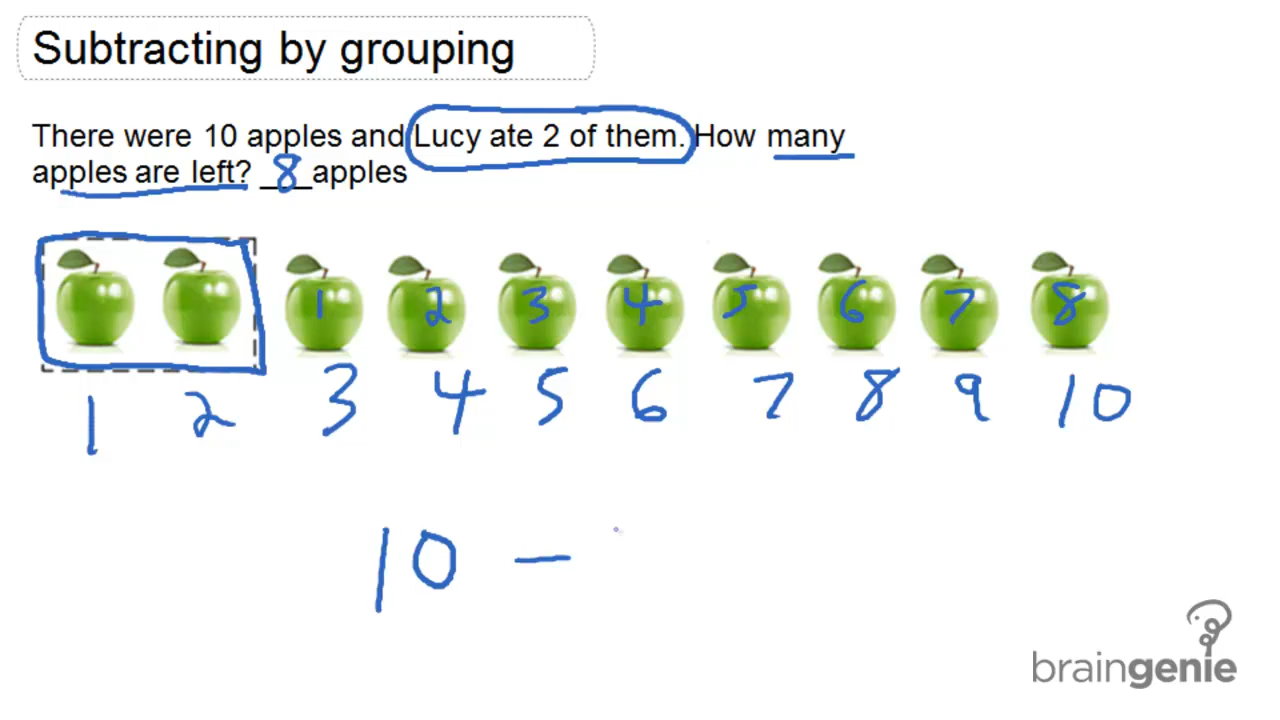 Subtracting by grouping
There were 10 apples and Lucy ate 2 of them. How many
apples are left? _8_apples
1 2 3 4 5 6 7 8
1 2 3 4 5 6 7 8 9 10
10 −
braingenie